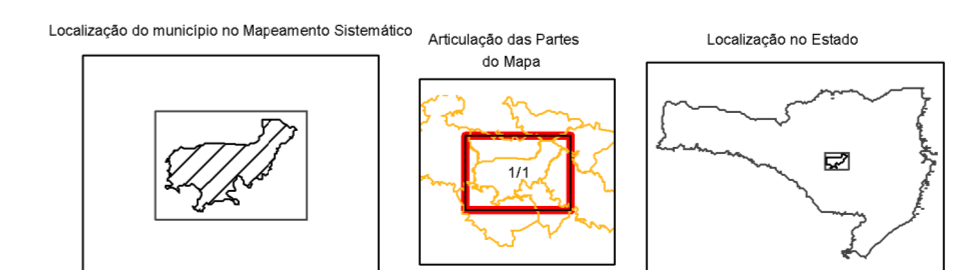 Localização do município no Mapeamento Sistemático
Articulação das Partes
do Mapa
Localização no Estado
1/1